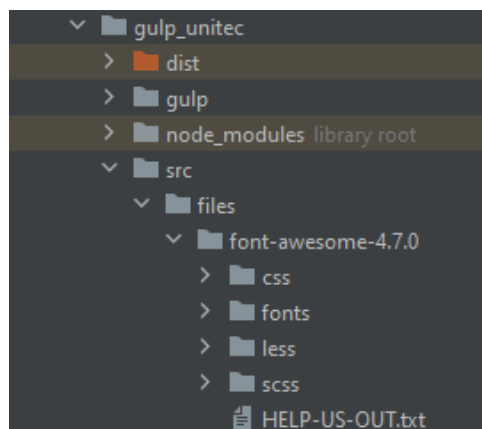 gulp_unitec
dist
gulp
node_modules library root
src
files
font-awesome-4.7.0
css
fonts
less
scss
HELP-US-OUT.txt